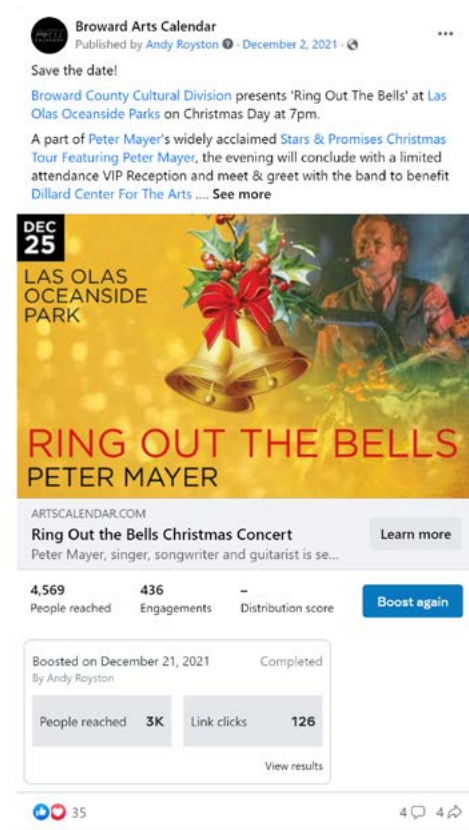 Broward Arts Calendar
Published by Andy Royston · December 2, 2021 ·
Save the date!
Broward County Cultural Division presents 'Ring Out The Bells' at Las
Olas Oceanside Parks on Christmas Day at 7pm.
A part of Peter Mayer's widely acclaimed Stars & Promises Christmas
Tour Featuring Peter Mayer, the evening will conclude with a limited
attendance VIP Reception and meet & greet with the band to benefit
Dillard Center For The Arts .... See more
DEC
25
LAS OLAS
OCEANSIDE
PARK
RING OUT THE BELLS
PETER MAYER
ARTSCALENDAR.COM
Ring Out the Bells Christmas Concert
Learn more
Peter Mayer, singer, songwriter and guitarist is se...
4,569 436 –
People reached Engagements Distribution score
Boost again
Boosted on December 21, 2021 Completed
By Andy Royston
People reached 3K Link clicks 126
View results
35 4 4